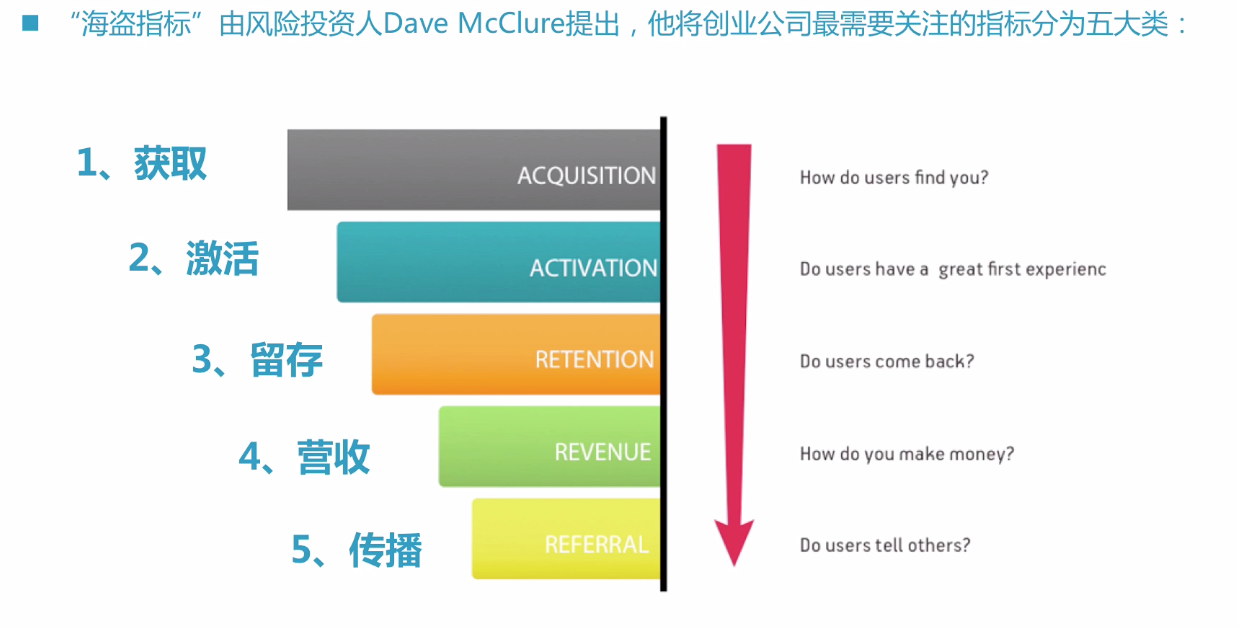 “海盗指标”由风险投资人Dave McClure提出，他将创业公司最需要关注的指标分为五大类：
1、获取
ACQUISITION
How do users find you?
2、激活
ACTIVATION
Do users have a great first experienc
3、留存
RETENTION
Do users come back?
4、营收
REVENUE
How do you make money?
5、传播
REFERRAL
Do users tell others?